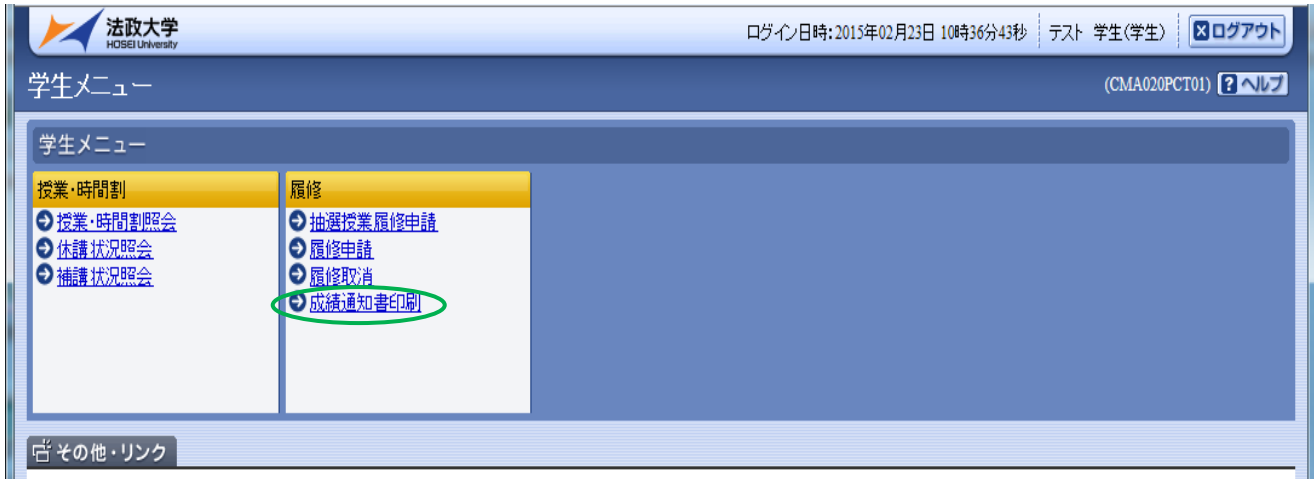 法政大学
HOSEI University
ログイン日時:2015年02月23日 10時36分43秒 テスト 学生(学生) ログアウト
学生メニュー
(CMA020PCT01) ? ヘルプ
学生メニュー
授業・時間割
授業・時間割照会
休講状況照会
補講状況照会
履修
抽選授業履修申請
履修申請
履修取消
成績通知書印刷
その他・リンク